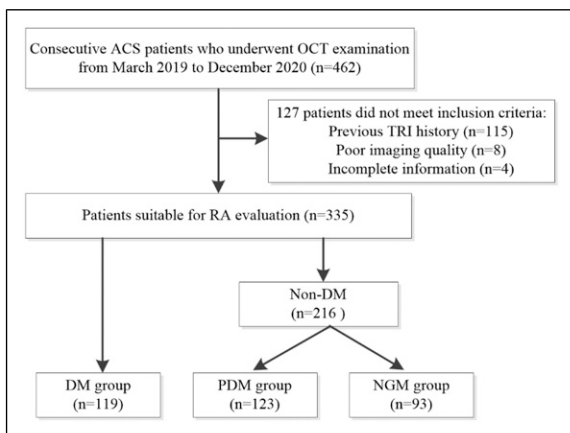 Consecutive ACS patients who underwent OCT examination
from March 2019 to December 2020 (n=462)
127 patients did not meet inclusion criteria:
Previous TRI history (n=115)
Poor imaging quality (n=8)
Incomplete information (n=4)
Patients suitable for RA evaluation (n=335)
Non-DM
(n=216 )
DM group
(n=119)
PDM group
(n=123)
NGM group
(n=93)